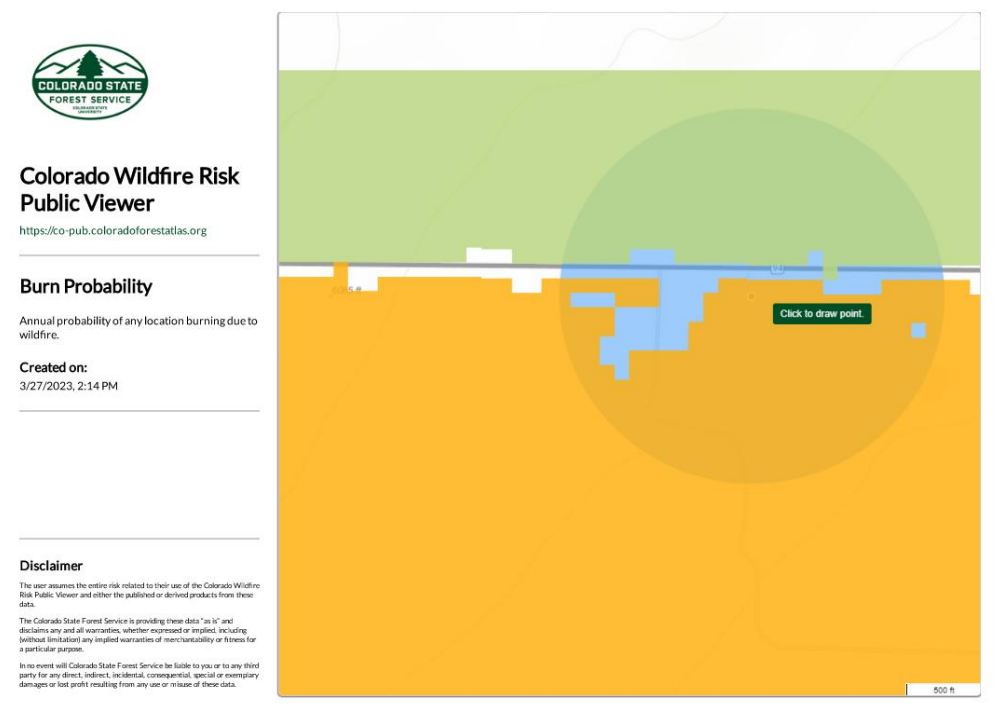 COLORADO STATE
FOREST SERVICE
COLORADO STATE
UNIVERSITY
Colorado Wildfire Risk
Public Viewer
https://co-pub.coloradoforestatlas.org
Burn Probability
Annual probability of any location burning due to
wildfire.
Created on:
3/27/2023, 2:14 PM
Disclaimer
The user assumes the entire risk related to their use of the Colorado Wildfire
Risk Public Viewer and either the published or derived products from these
data.
The Colorado State Forest Service is providing these data "as is" and
disclaims any and all warranties, whether expressed or implied, including
(without limitation) any implied warranties of merchantability or fitness for
a particular purpose.
In no event will Colorado State Forest Service be liable to you or to any third
party for any direct, indirect, incidental, consequential, special or exemplary
damages or lost profit resulting from any use or misuse of these data.
Click to draw point.
500 ft